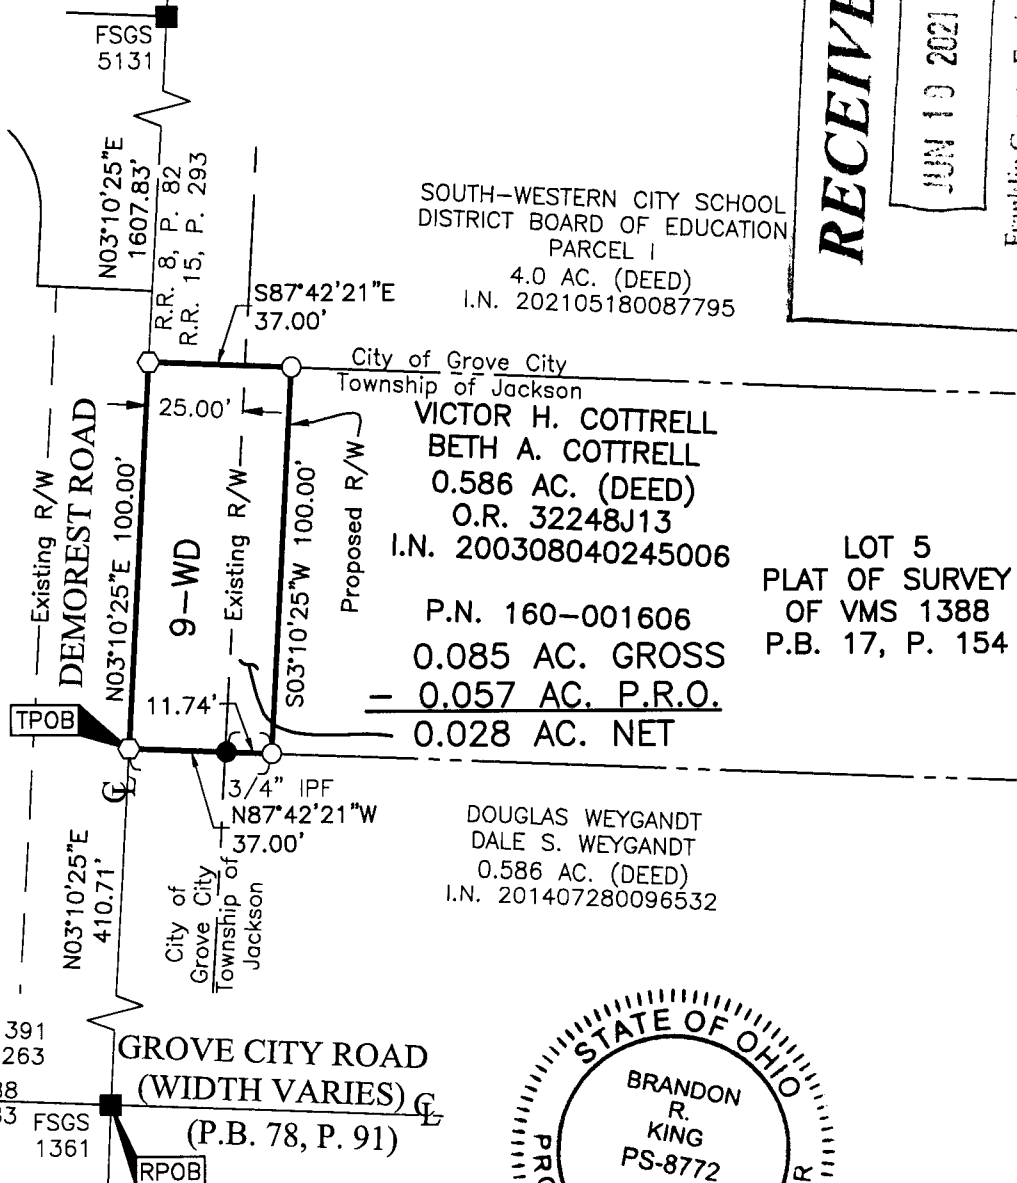 FSGS
5131
N03°10'25"E
1607.83'
R.R. 8, P. 82
R.R. 15, P. 293
RECEIVE
JUN 19 2021
SOUTH-WESTERN CITY SCHOOL
DISTRICT BOARD OF EDUCATION
PARCEL I
4.0 AC. (DEED)
I.N. 202105180087795
S87°42'21"E
37.00'
City of Grove City
Township of Jackson
25.00'
Existing R/W
DEMOREST ROAD
N03°10'25"E 100.00'
9-WD
Existing R/W
S03°10'25"W 100.00'
Proposed R/W
VICTOR H. COTTRELL
BETH A. COTTRELL
0.586 AC. (DEED)
O.R. 32248J13
I.N. 200308040245006
P.N. 160-001606
0.085 AC. GROSS
- 0.057 AC. P.R.O.
0.028 AC. NET
LOT 5
PLAT OF SURVEY
OF VMS 1388
P.B. 17, P. 154
TPOB
11.74'
CL
3/4" IPF
N87°42'21"W
37.00'
City of
Grove City
Township of
Jackson
N03°10'25"E
410.71'
DOUGLAS WEYGANDT
DALE S. WEYGANDT
0.586 AC. (DEED)
I.N. 201407280096532
391
263
GROVE CITY ROAD
(WIDTH VARIES) CL
(P.B. 78, P. 91)
FSGS
1361
RPOB
STATE OF OHIO
BRANDON
R.
KING
PS-8772